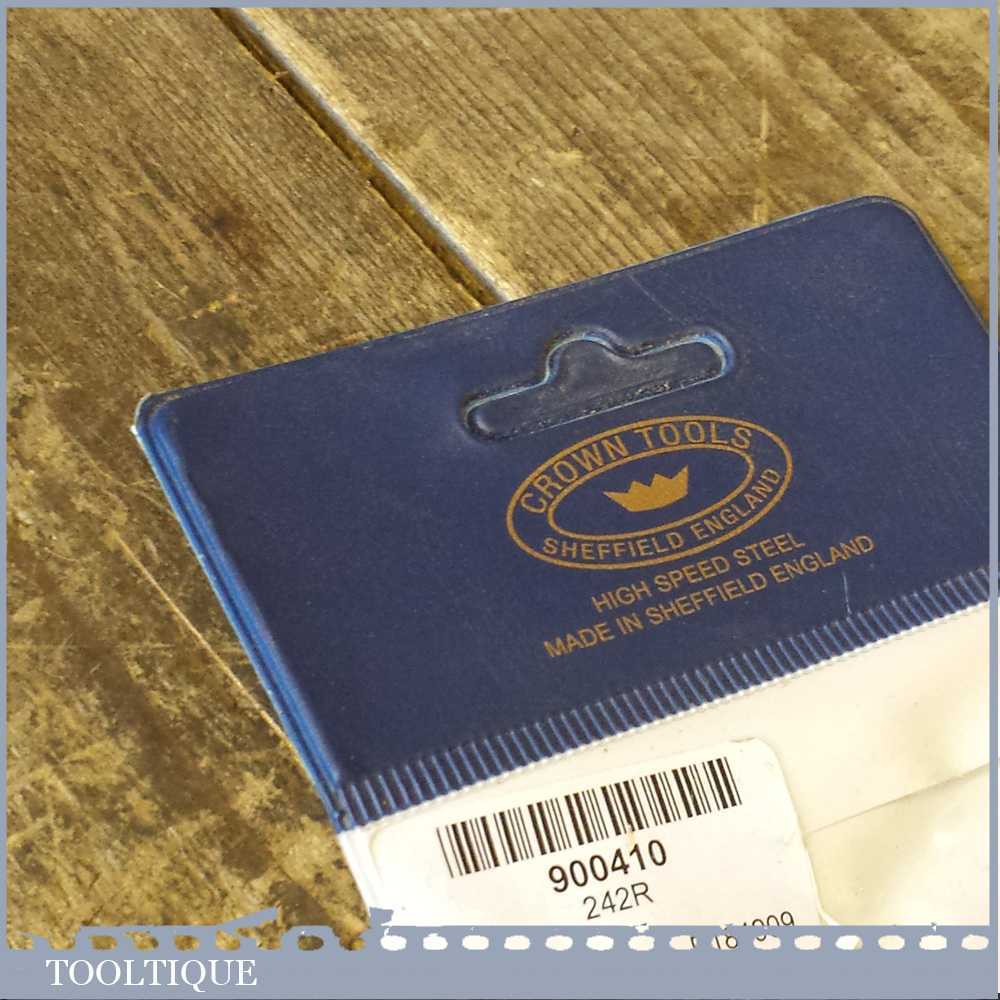 CROWN TOOLS
SHEFFIELD ENGLAND
HIGH SPEED STEEL
MADE IN SHEFFIELD ENGLAND
900410
242R
TOOLTIQUE